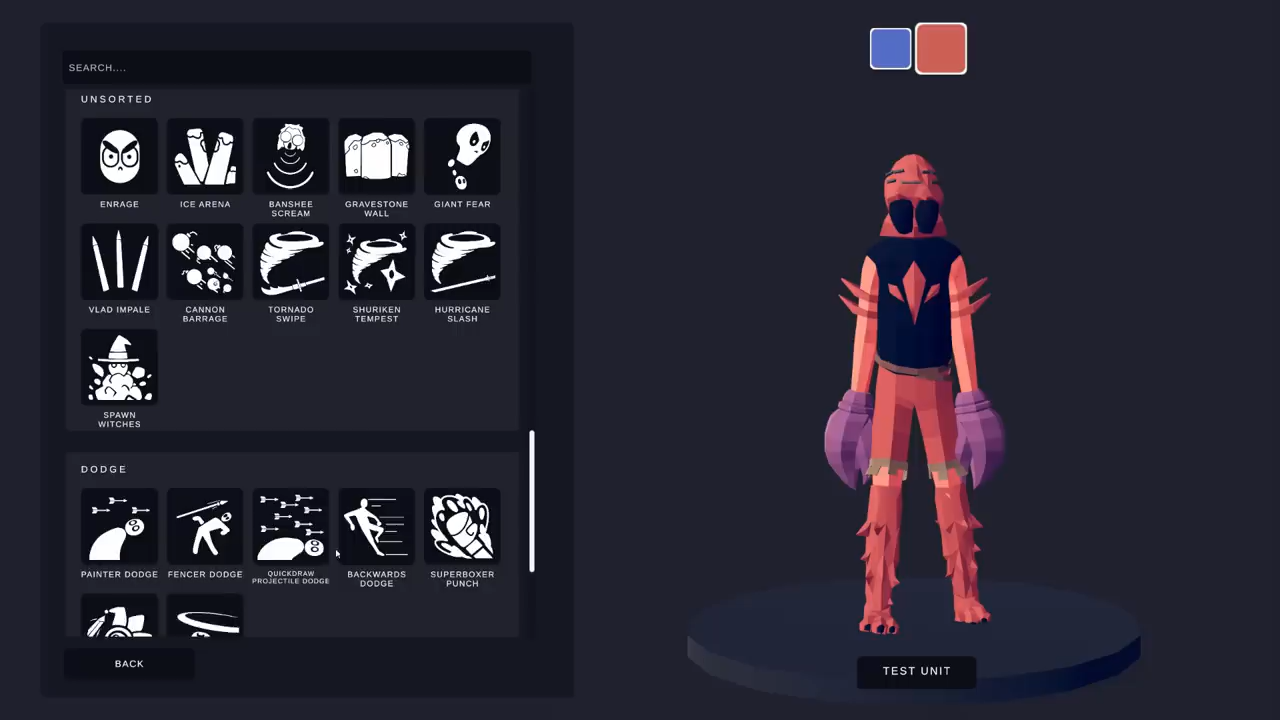 SEARCH....
UNSORTED
ENRAGE
ICE ARENA
BANSHEE
SCREAM
GRAVESTONE
WALL
GIANT FEAR
VLAD IMPALE
CANNON
BARRAGE
TORNADO
SWIPE
SHURIKEN
TEMPEST
HURRICANE
SLASH
SPAWN
WITCHES
DODGE
PAINTER DODGE
FENCER DODGE
QUICKDRAW
PROJECTILE DODGE
BACKWARDS
DODGE
SUPERBOXER
PUNCH
BACK
TEST UNIT